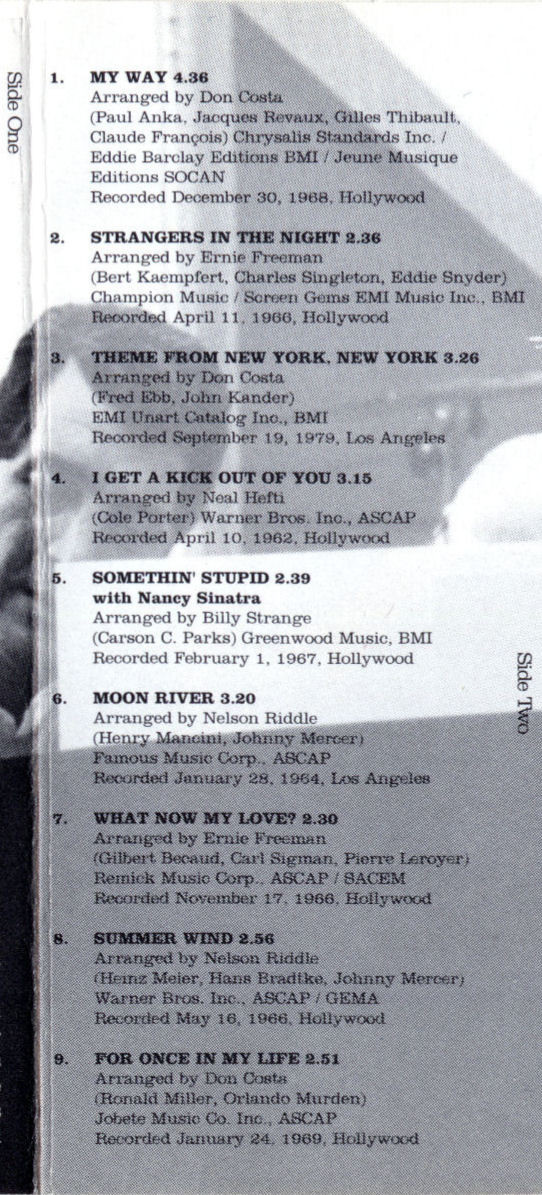 Side One
1. MY WAY 4.36
Arranged by Don Costa
(Paul Anka, Jacques Revaux, Gilles Thibault,
Claude François) Chrysalis Standards Inc. /
Eddie Barclay Editions BMI / Jeune Musique
Editions SOCAN
Recorded December 30, 1968, Hollywood
2. STRANGERS IN THE NIGHT 2.36
Arranged by Ernie Freeman
(Bert Kaempfert, Charles Singleton, Eddie Snyder)
Champion Music / Screen Gems EMI Music Inc., BMI
Recorded April 11, 1966, Hollywood
3. THEME FROM NEW YORK, NEW YORK 3.26
Arranged by Don Costa
(Fred Ebb, John Kander)
EMI Unart Catalog Inc., BMI
Recorded September 19, 1979, Los Angeles
4. I GET A KICK OUT OF YOU 3.15
Arranged by Neal Hefti
(Cole Porter) Warner Bros. Inc., ASCAP
Recorded April 10, 1962, Hollywood
5. SOMETHIN' STUPID 2.39
with Nancy Sinatra
Arranged by Billy Strange
(Carson C. Parks) Greenwood Music, BMI
Recorded February 1, 1967, Hollywood
6. MOON RIVER 3.20
Arranged by Nelson Riddle
(Henry Mancini, Johnny Mercer)
Famous Music Corp., ASCAP
Recorded January 28, 1964, Los Angeles
7. WHAT NOW MY LOVE? 2.30
Arranged by Ernie Freeman
(Gilbert Becaud, Carl Sigman, Pierre Leroyer)
Remick Music Corp., ASCAP / SACEM
Recorded November 17, 1966, Hollywood
8. SUMMER WIND 2.56
Arranged by Nelson Riddle
(Heinz Meier, Hans Bradtke, Johnny Mercer)
Warner Bros. Inc., ASCAP / GEMA
Recorded May 16, 1966, Hollywood
9. FOR ONCE IN MY LIFE 2.51
Arranged by Don Costa
(Ronald Miller, Orlando Murden)
Jobete Music Co. Inc., ASCAP
Recorded January 24, 1969, Hollywood
Side Two